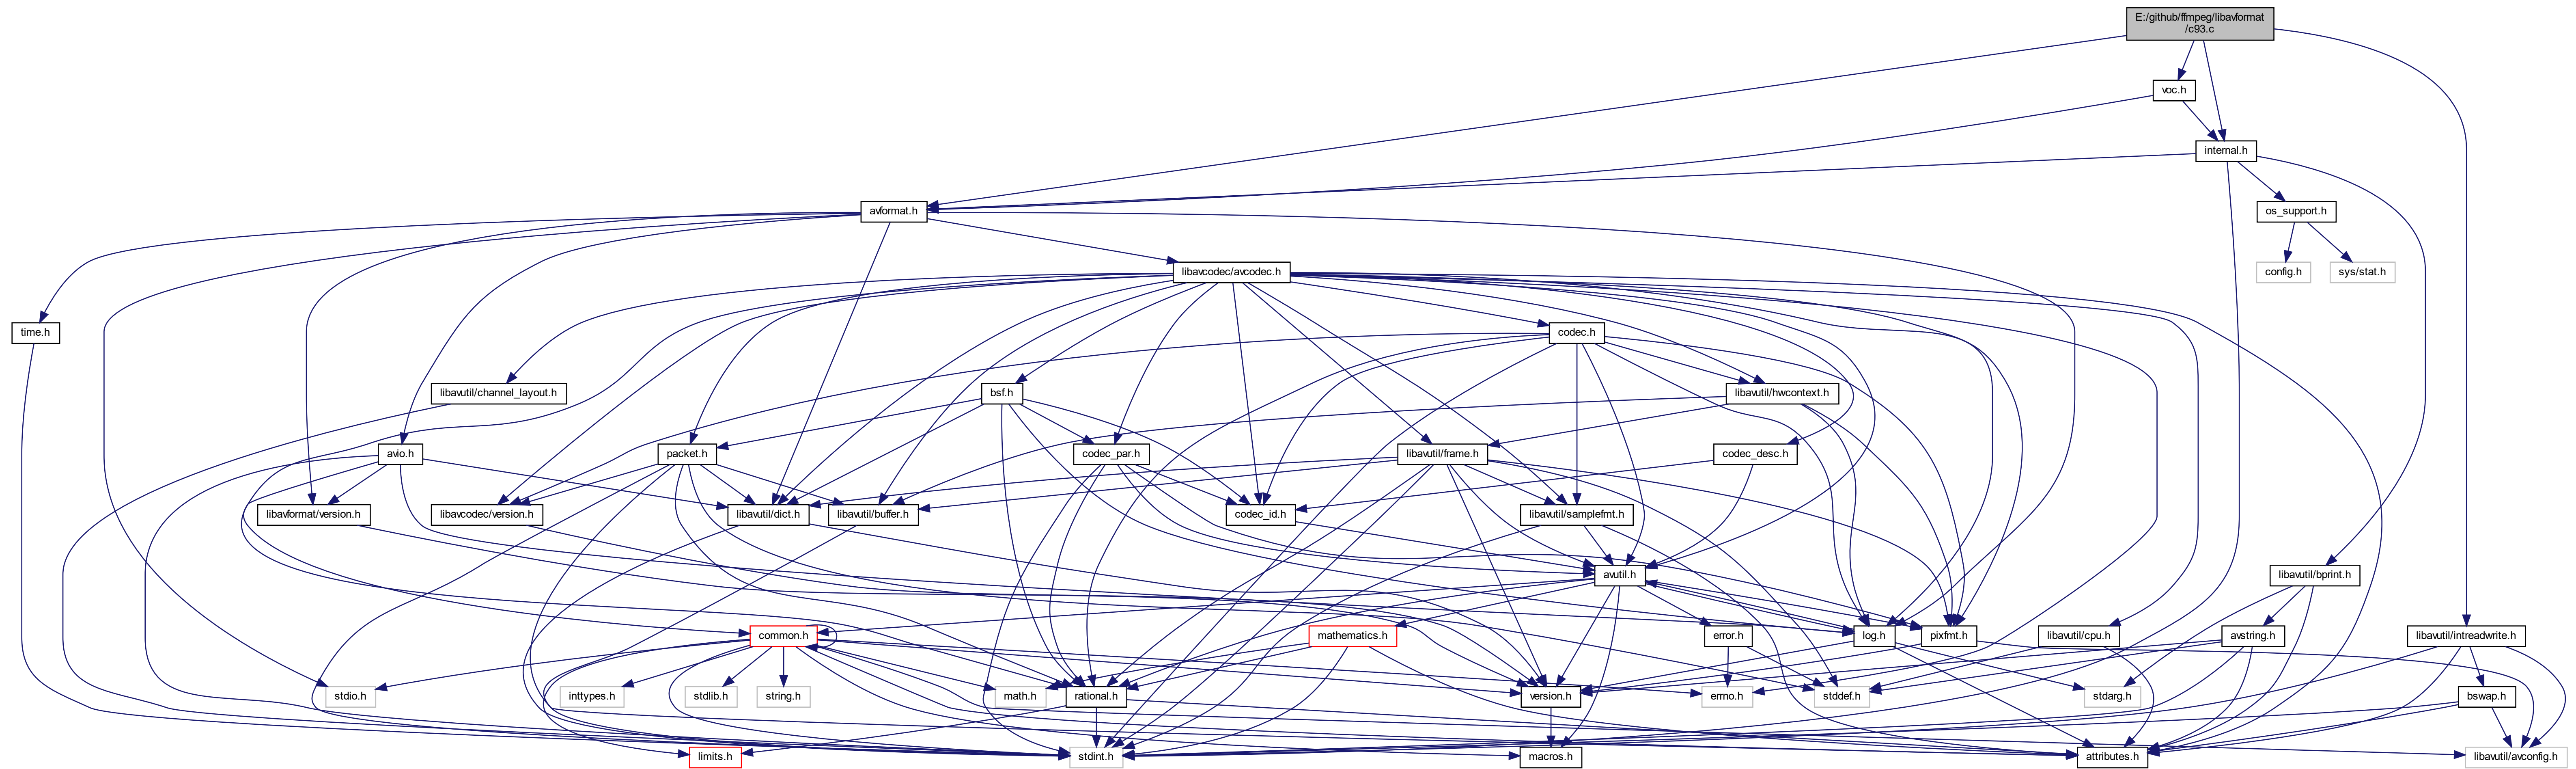 E:/github/ffmpeg/libavformat
/c93.c
voc.h
internal.h
avformat.h
os_support.h
libavcodec/avcodec.h
config.h
sys/stat.h
time.h
codec.h
libavutil/channel_layout.h
bsf.h
libavutil/hwcontext.h
avio.h
packet.h
codec_par.h
libavutil/frame.h
codec_desc.h
libavformat/version.h
libavcodec/version.h
libavutil/dict.h
libavutil/buffer.h
codec_id.h
libavutil/samplefmt.h
avutil.h
libavutil/bprint.h
common.h
mathematics.h
error.h
log.h
pixfmt.h
libavutil/cpu.h
avstring.h
libavutil/intreadwrite.h
stdio.h
inttypes.h
stdlib.h
string.h
math.h
rational.h
version.h
errno.h
stddef.h
stdarg.h
bswap.h
limits.h
stdint.h
macros.h
attributes.h
libavutil/avconfig.h